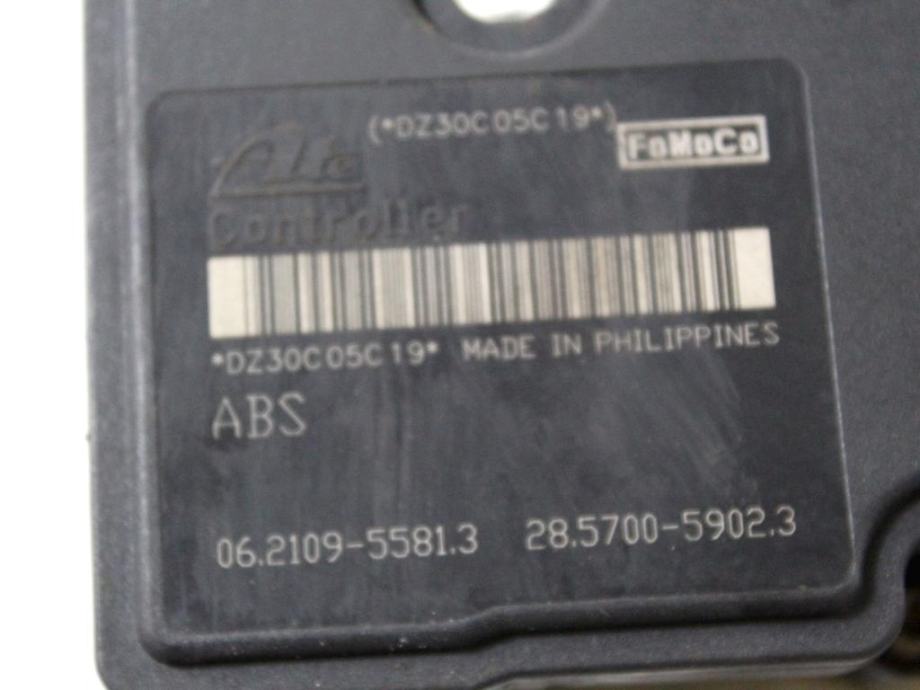 (*DZ30C05C19*)
FoMoCo
Ate
Controller
*DZ30C05C19* MADE IN PHILIPPINES
ABS
06.2109-5581.3 28.5700-5902.3